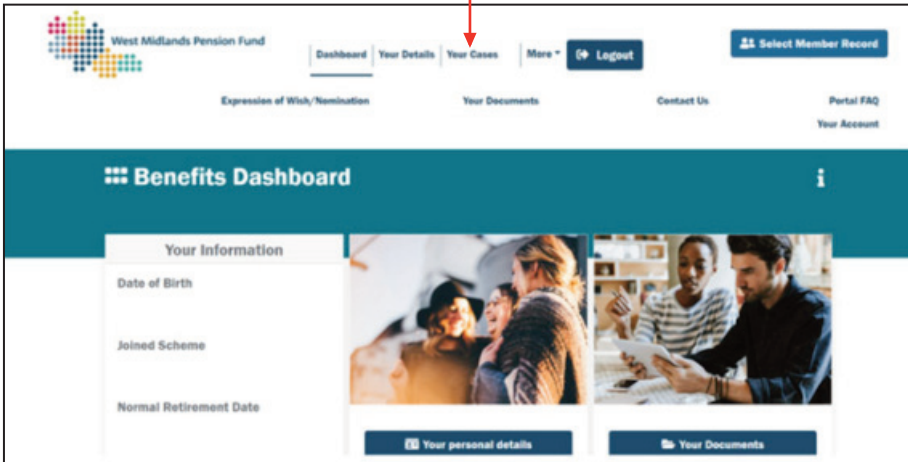 West Midlands Pension Fund
Dashboard Your Details Your Cases More Logout
Select Member Record
Expression of Wish/Nomination Your Documents Contact Us Portal FAQ
Your Account
Benefits Dashboard i
Your Information
Date of Birth
Joined Scheme
Normal Retirement Date
Your personal details
Your Documents